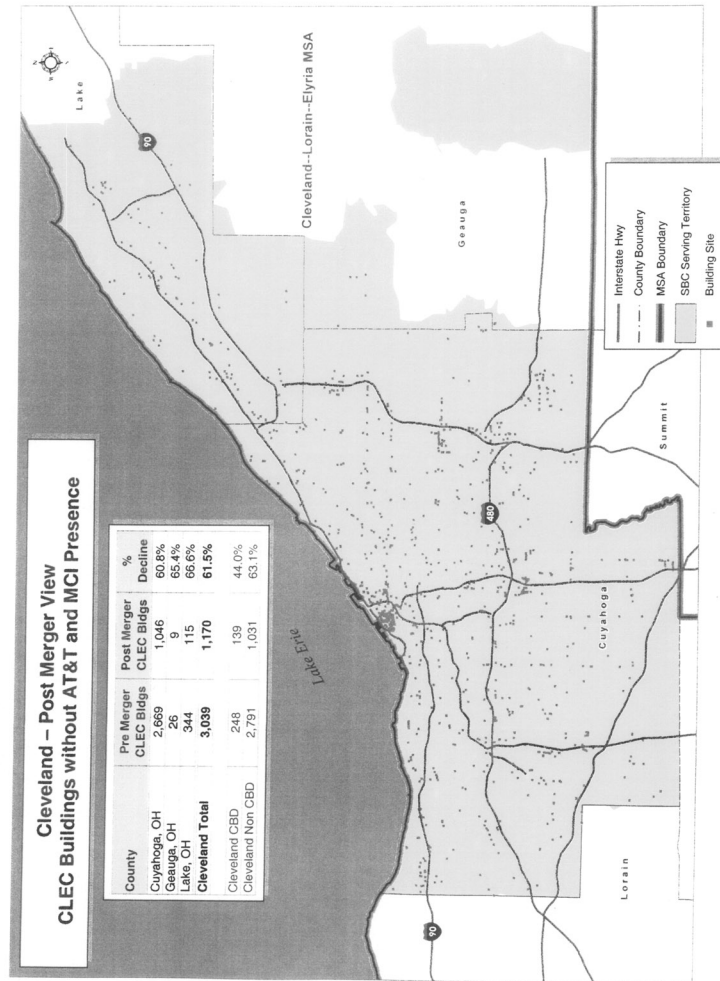 Cleveland – Post Merger View
CLEC Buildings without AT&T and MCI Presence
County Pre Merger CLEC Bldgs Post Merger CLEC Bldgs % Decline
Cuyahoga, OH 2,669 1,046 60.8%
Geauga, OH 26 9 65.4%
Lake, OH 344 115 66.6%
Cleveland Total 3,039 1,170 61.5%
Cleveland CBD 248 139 44.0%
Cleveland Non CBD 2,791 1,031 63.1%
Lake Erie
Lake
90
Cleveland--Lorain--Elyria MSA
Geauga
480
Cuyahoga
Summit
90
Lorain
Interstate Hwy
County Boundary
MSA Boundary
SBC Serving Territory
Building Site
N
W